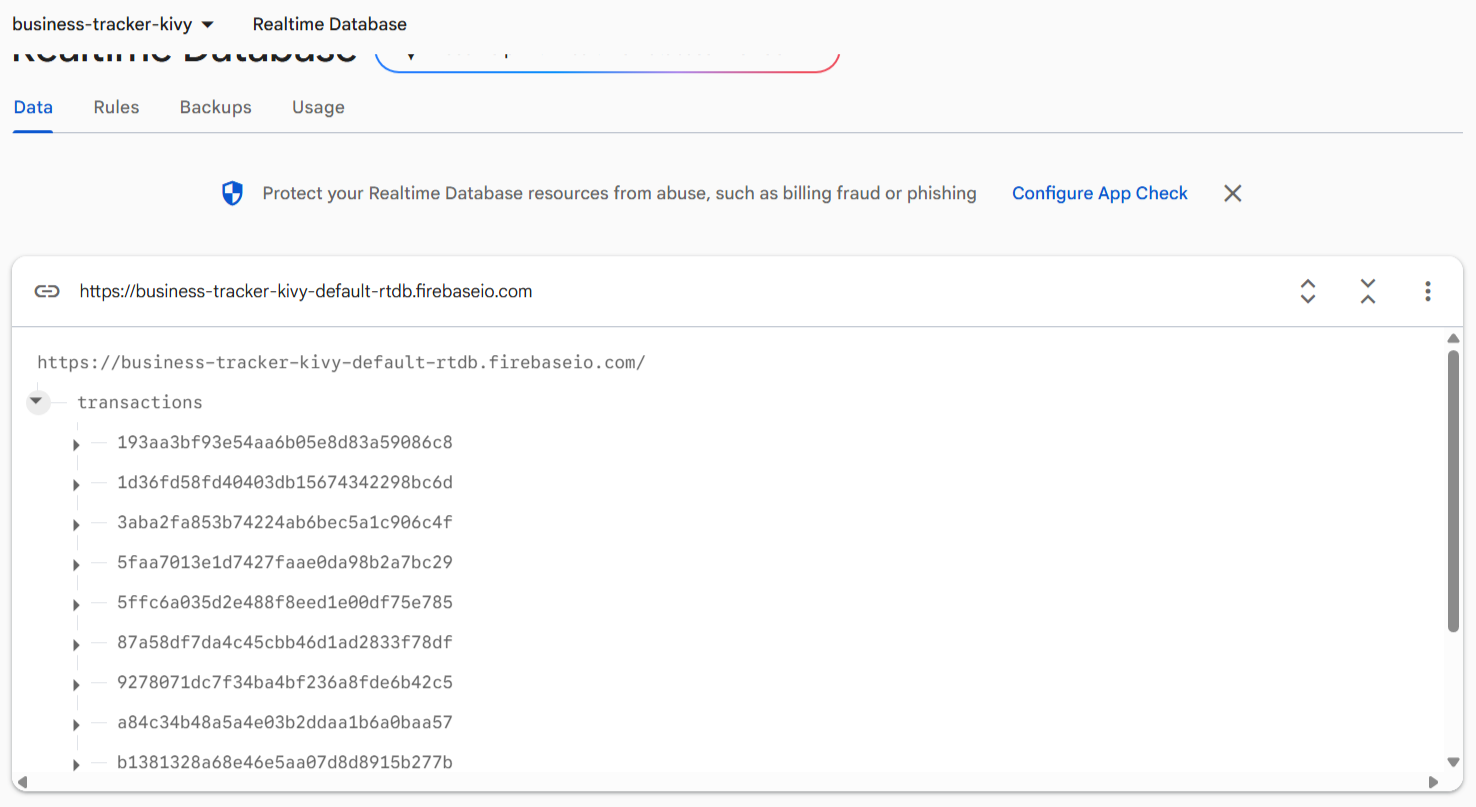 business-tracker-kivy Realtime Database
Realtime Database
Data Rules Backups Usage
Protect your Realtime Database resources from abuse, such as billing fraud or phishing Configure App Check
https://business-tracker-kivy-default-rtdb.firebaseio.com
https://business-tracker-kivy-default-rtdb.firebaseio.com/
transactions
193aa3bf93e54aa6b05e8d83a59086c8
1d36fd58fd40403db15674342298bc6d
3aba2fa853b74224ab6bec5a1c906c4f
5faa7013e1d7427faae0da98b2a7bc29
5ffc6a035d2e488f8eed1e00df75e785
87a58df7da4c45cbb46d1ad2833f78df
9278071dc7f34ba4bf236a8fde6b42c5
a84c34b48a5a4e03b2ddaa1b6a0baa57
b1381328a68e46e5aa07d8d8915b277b